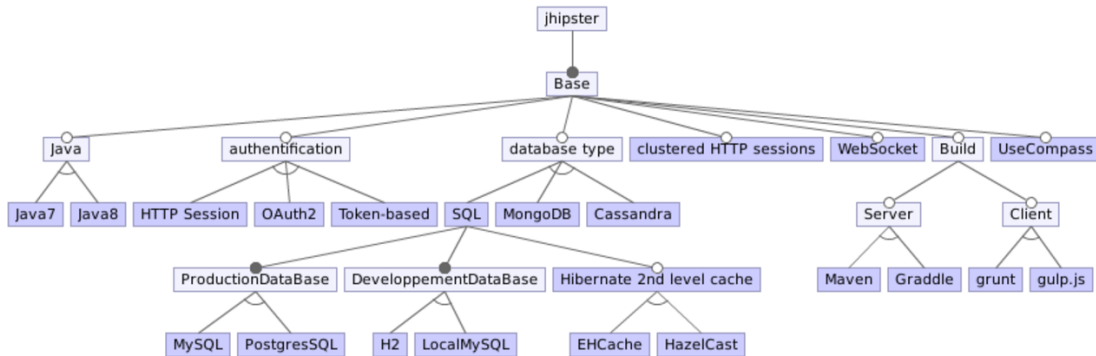 jhipster
Base
Java
authentification
database type
clustered HTTP sessions
WebSocket
Build
UseCompass
Java7
Java8
HTTP Session
OAuth2
Token-based
SQL
MongoDB
Cassandra
Server
Client
ProductionDataBase
DeveloppementDataBase
Hibernate 2nd level cache
Maven
Graddle
grunt
gulp.js
MySQL
PostgresSQL
H2
LocalMySQL
EHCache
HazelCast